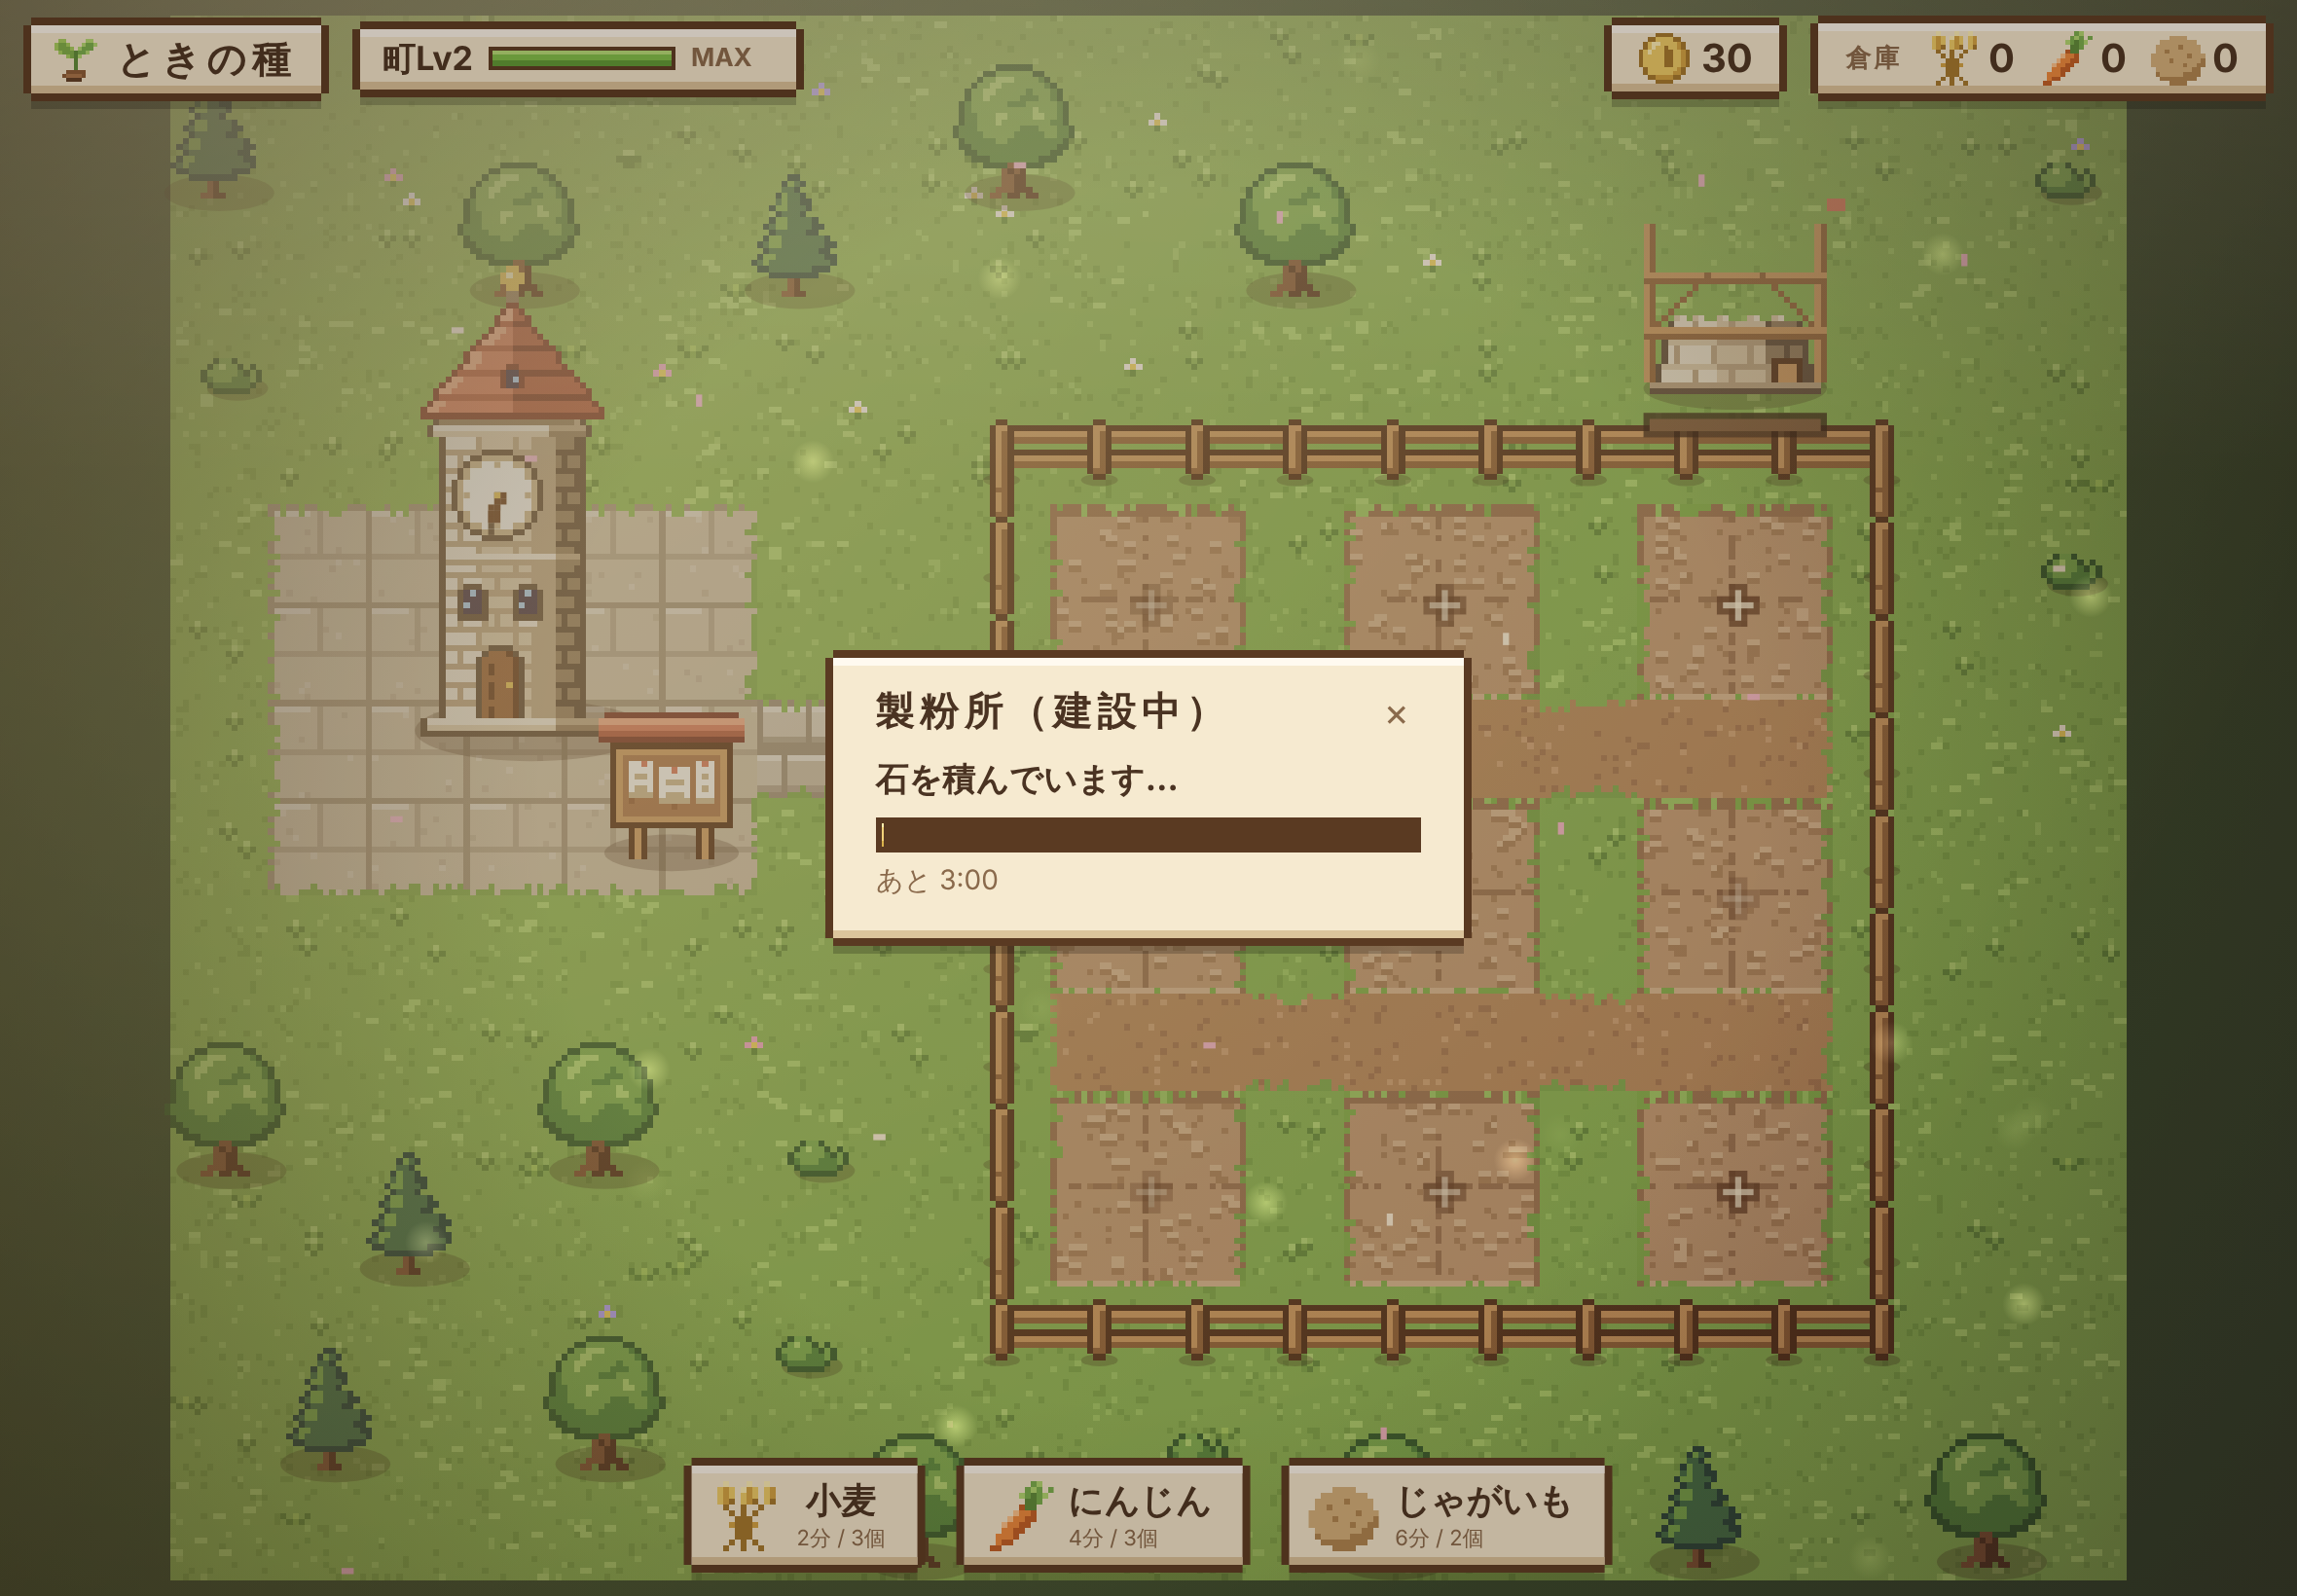 ときの種
町Lv2 MAX
30
倉庫 0 0 0
製粉所（建設中） ×
石を積んでいます…
あと 3:00
小麦
2分 / 3個
にんじん
4分 / 3個
じゃがいも
6分 / 2個